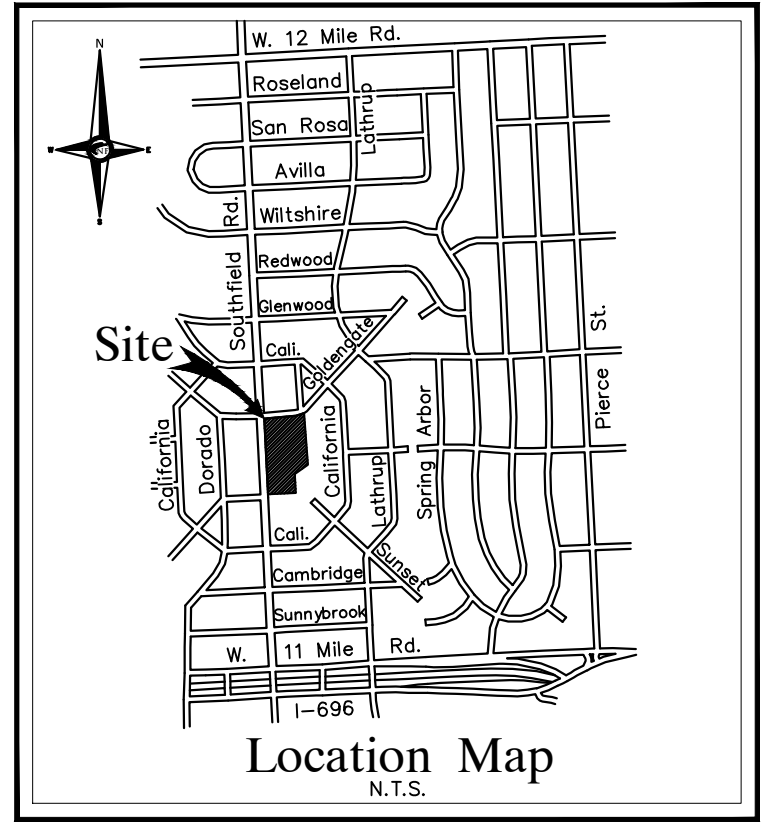 N
W. 12 Mile Rd.
Roseland
Lathrup
San Rosa
W
E
Avilla
S
Rd.
Wiltshire
Southfield
Redwood
Glenwood
St.
Site
Cali.
Goldengate
Pierce
Arbor
California
Dorado
California
Lathrup
Spring
Cali.
Sunset
Cambridge
Sunnybrook
W. 11 Mile Rd.
I-696
Location Map
N.T.S.